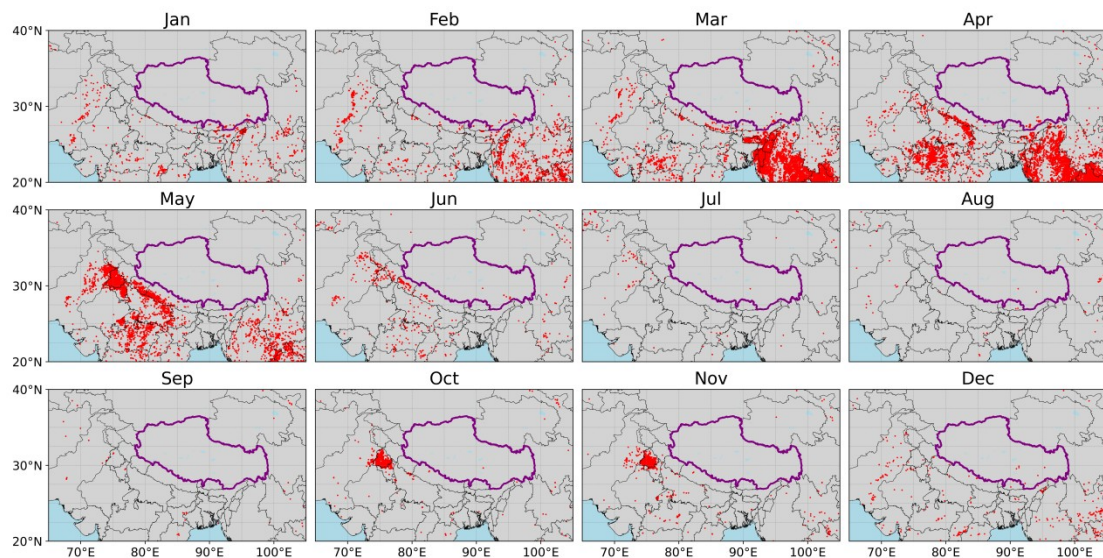 Jan Feb Mar Apr
40°N
30°N
20°N
May Jun Jul Aug
40°N
30°N
20°N
Sep Oct Nov Dec
40°N
30°N
20°N
70°E 80°E 90°E 100°E 70°E 80°E 90°E 100°E 70°E 80°E 90°E 100°E 70°E 80°E 90°E 100°E